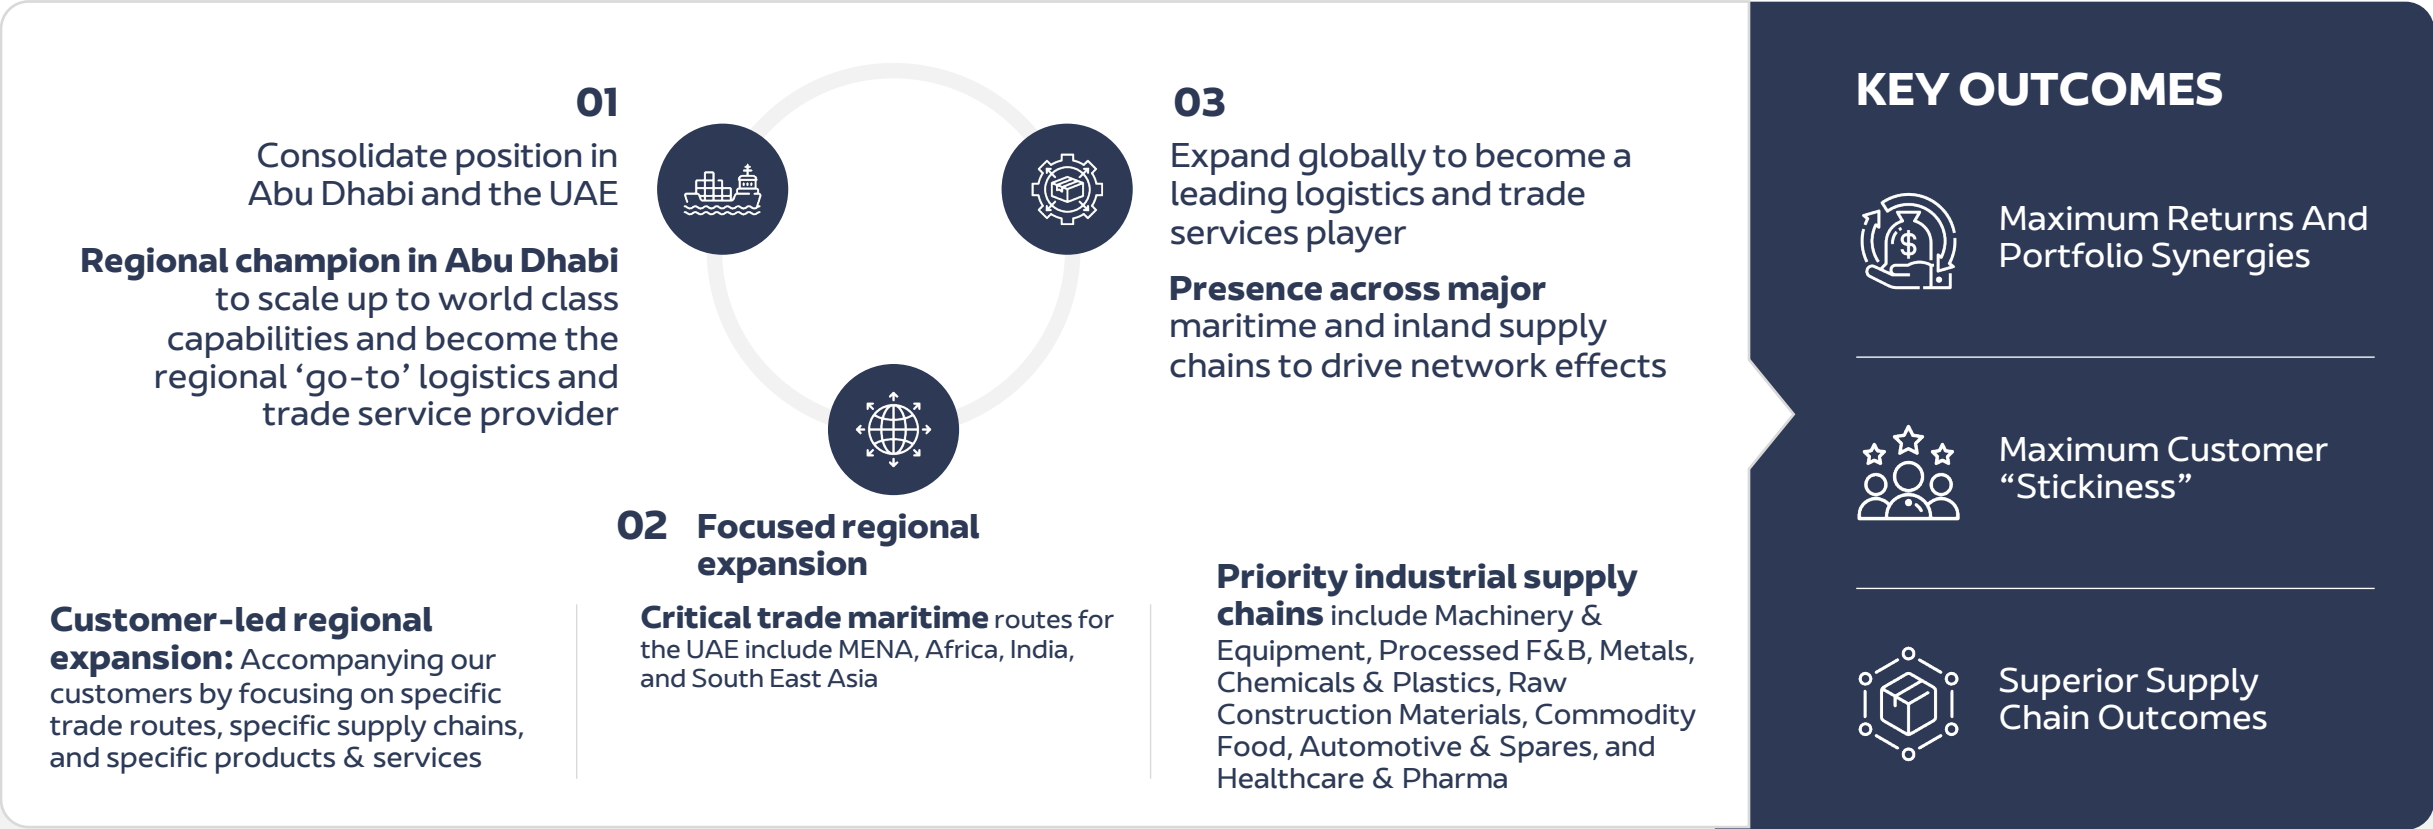 01
Consolidate position in
Abu Dhabi and the UAE
Regional champion in Abu Dhabi
to scale up to world class
capabilities and become the
regional ‘go-to’ logistics and
trade service provider
02 Focused regional
expansion
Customer-led regional
expansion: Accompanying our
customers by focusing on specific
trade routes, specific supply chains,
and specific products & services
Critical trade maritime routes for
the UAE include MENA, Africa, India,
and South East Asia
Priority industrial supply
chains include Machinery &
Equipment, Processed F&B, Metals,
Chemicals & Plastics, Raw
Construction Materials, Commodity
Food, Automotive & Spares, and
Healthcare & Pharma
03
Expand globally to become a
leading logistics and trade
services player
Presence across major
maritime and inland supply
chains to drive network effects
KEY OUTCOMES
$
Maximum Returns And
Portfolio Synergies
Maximum Customer
“Stickiness”
Superior Supply
Chain Outcomes